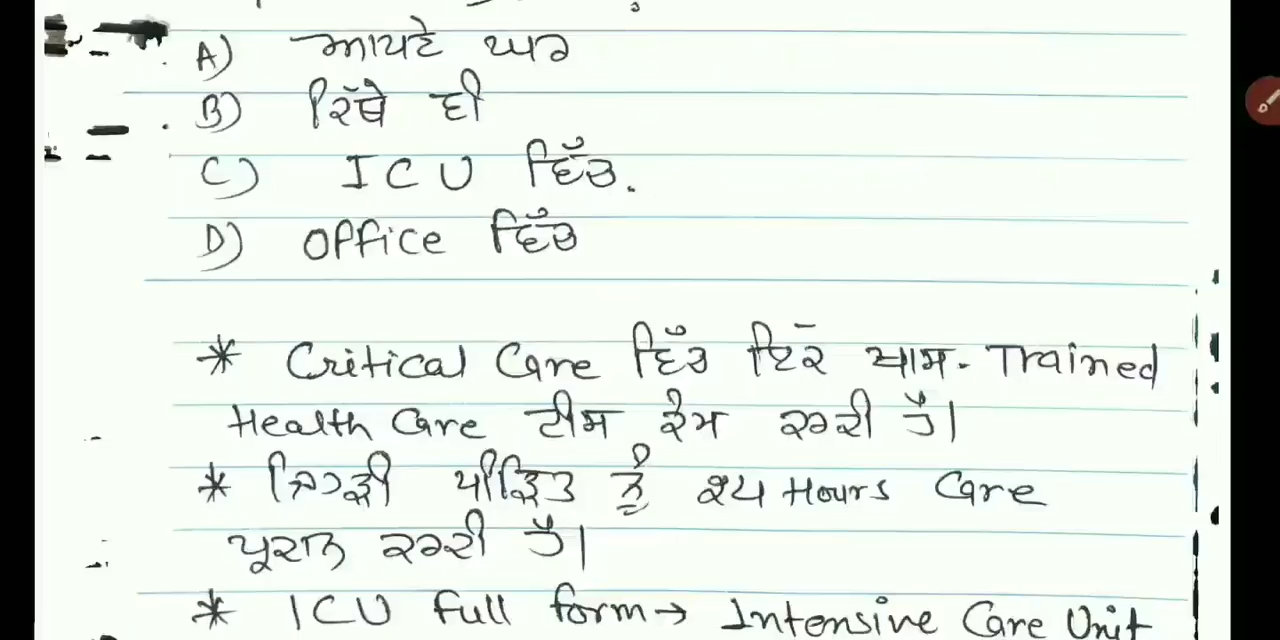 A) ਆਪਣੇ ਘਰ
B) ਕਿੱਥੇ ਵੀ
C) ICU ਵਿੱਚ.
D) Office ਵਿੱਚ
* Critical Care ਵਿੱਚ ਇੱਕ ਖਾਸ. Trained
Health Care ਟੀਮ ਕੰਮ ਕਰਦੀ ਹੈ।
* ਜਿਹੜੀ ਪੀੜਿਤ ਨੂੰ 24 Hours Care
ਪ੍ਰਦਾਨ ਕਰਦੀ ਹੈ।
* ICU Full form → Intensive Care Unit